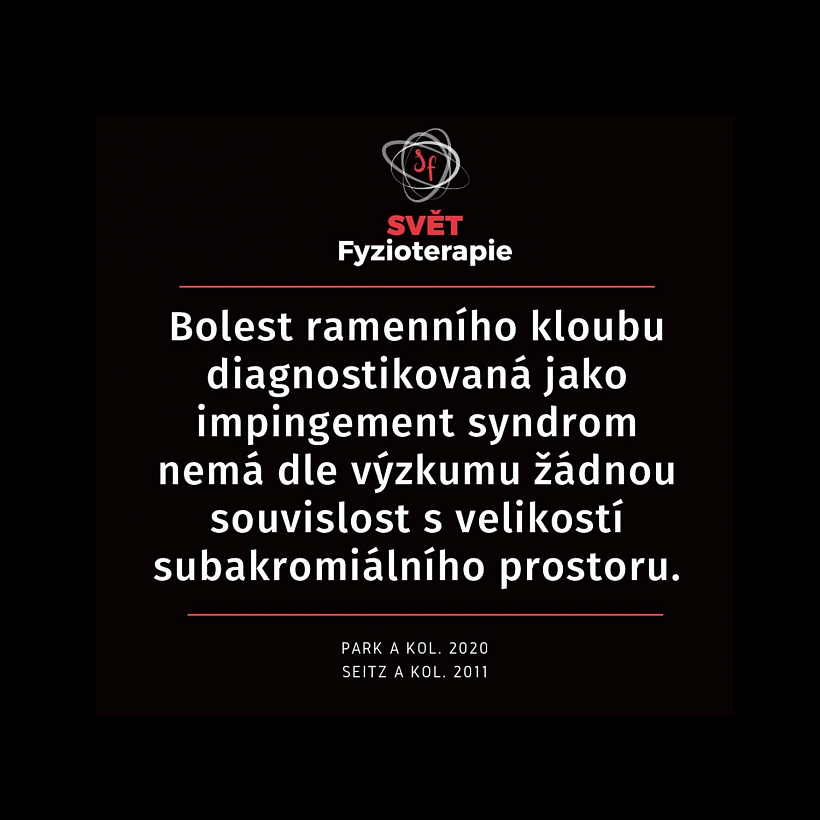 sf
SVĚT
Fyzioterapie
Bolest ramenního kloubu
diagnostikovaná jako
impingement syndrom
nemá dle výzkumu žádnou
souvislost s velikostí
subakromiálního prostoru.
PARK A KOL. 2020
SEITZ A KOL. 2011